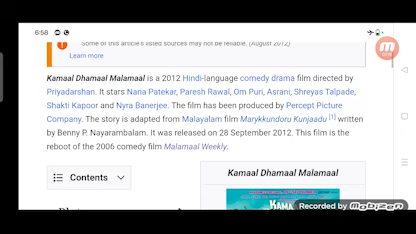 6:58
Some of this article's listed sources may not be reliable. (August 2012)
Learn more
Kamaal Dhamaal Malamaal is a 2012 Hindi-language comedy drama film directed by
Priyadarshan. It stars Nana Patekar, Paresh Rawal, Om Puri, Asrani, Shreyas Talpade,
Shakti Kapoor and Nyra Banerjee. The film has been produced by Percept Picture
Company. The story is adapted from Malayalam film Marykkundoru Kunjaadu [1] written
by Benny P. Nayarambalam. It was released on 28 September 2012. This film is the
reboot of the 2006 comedy film Malamaal Weekly.
Contents
Kamaal Dhamaal Malamaal
KAMA
Recorded by Mobizen